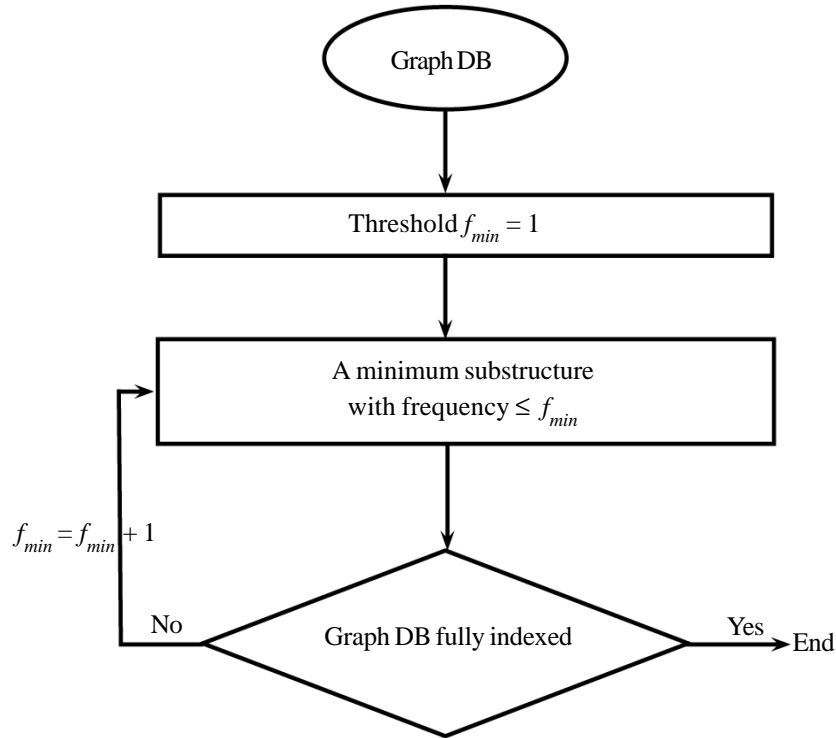 Graph DB
Threshold f_min = 1
A minimum substructure
with frequency ≤ f_min
f_min = f_min + 1
No
Graph DB fully indexed
Yes
End